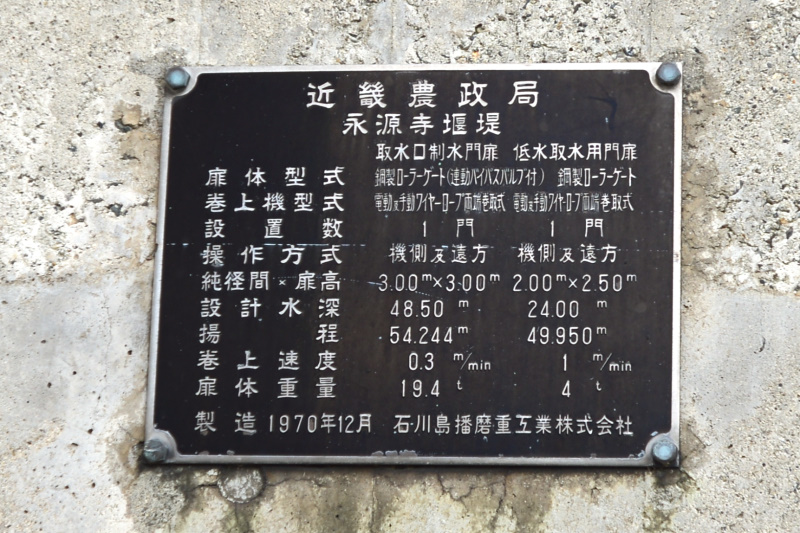 近畿農政局
永源寺堰堤
取水口制水門扉 低水取水用門扉
扉体型式 鋼製ローラーゲート(連動バイパスバルブ付) 鋼製ローラーゲート
巻上機型式 電動及手動ワイヤーロープ両端巻取式 電動及手動ワイヤーロープ両端巻取式
設置数 1門 1門
操作方式 機側及遠方 機側及遠方
純径間×扉高 3.00m×3.00m 2.00m×2.50m
設計水深 48.50m 24.00m
揚程 54.244m 49.950m
巻上速度 0.3m/min 1m/min
扉体重量 19.4t 4t
製造 1970年12月 石川島播磨重工業株式会社